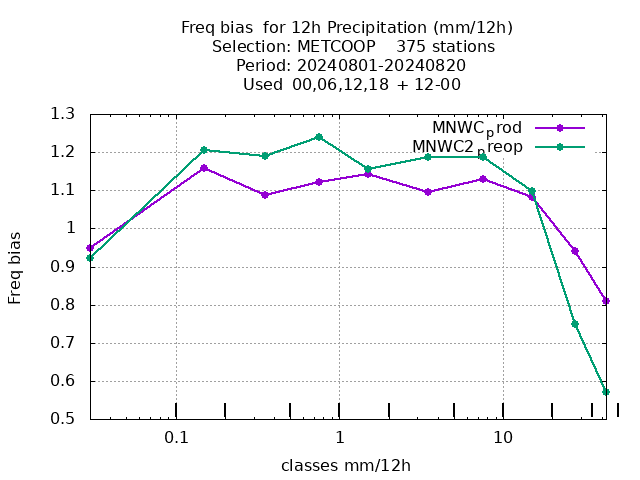 Freq bias  for 12h Precipitation (mm/12h)
Selection: METCOOP    375 stations
Period: 20240801-20240820
Used  00,06,12,18  + 12-00
MNWC_prod
MNWC2_preop
1.3
1.2
1.1
1
0.9
0.8
0.7
0.6
0.5
Freq bias
0.1 1 10
classes mm/12h